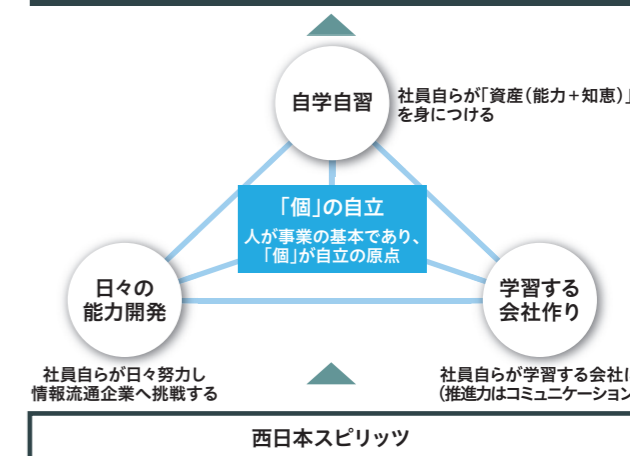 自学自習
社員自らが「資産（能力＋知恵）」
を身につける
「個」の自立
人が事業の基本であり、
「個」が自立の原点
日々の
能力開発
学習する
会社作り
社員自らが日々努力し
情報流通企業へ挑戦する
社員自らが学習する会社に
（推進力はコミュニケーション
西日本スピリッツ